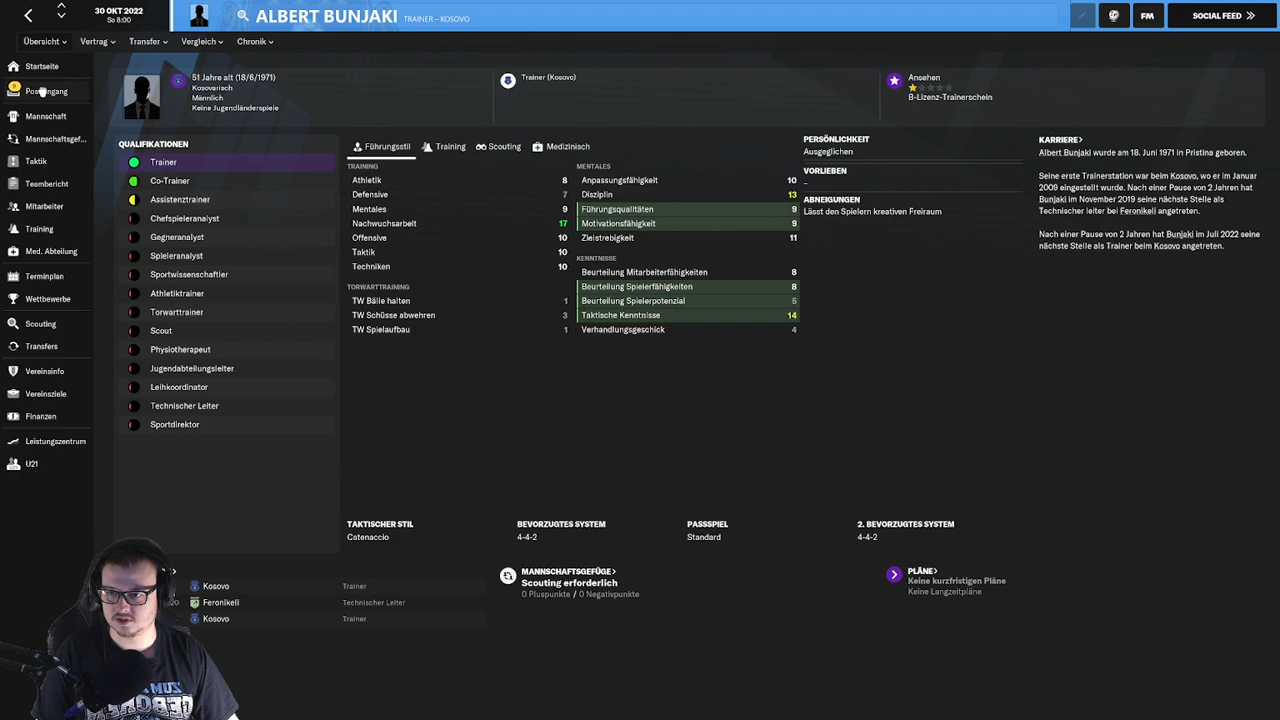 30 OKT 2022
So 8:00
ALBERT BUNJAKI TRAINER – KOSOVO
FM
SOCIAL FEED
Übersicht
Vertrag
Transfer
Vergleich
Chronik
Startseite
Mannschaft
Mannschaftsgef...
Taktik
Teambericht
Mitarbeiter
Training
Med. Abteilung
Terminplan
Wettbewerbe
Scouting
Transfers
Vereinsinfo
Vereinsziele
Finanzen
Leistungszentrum
U21
51 Jahre alt (18/6/1971)
Kosovarisch
Männlich
Keine Jugendländerspiele
Trainer (Kosovo)
Ansehen
B-Lizenz-Trainerschein
QUALIFIKATIONEN
Trainer
Co-Trainer
Assistenztrainer
Chefspieleranalyst
Gegneranalyst
Spieleranalyst
Sportwissenschaftler
Athletiktrainer
Torwarttrainer
Scout
Physiotherapeut
Jugendabteilungsleiter
Leihkoordinator
Technischer Leiter
Sportdirektor
Führungsstil
Training
Scouting
Medizinisch
TRAINING
Athletik 8
Defensive 7
Mentales 9
Nachwuchsarbeit 17
Offensive 10
Taktik 10
Techniken 10
TORWARTTRAINING
TW Bälle halten 1
TW Schüsse abwehren 3
TW Spielaufbau 1
MENTALES
Anpassungsfähigkeit 10
Disziplin 13
Führungsqualitäten 9
Motivationsfähigkeit 9
Zielstrebigkeit 11
KENNTNISSE
Beurteilung Mitarbeiterfähigkeiten 8
Beurteilung Spielerfähigkeiten 8
Beurteilung Spielerpotenzial 5
Taktische Kenntnisse 14
Verhandlungsgeschick 4
PERSÖNLICHKEIT
Ausgeglichen
VORLIEBEN
-
ABNEIGUNGEN
Lässt den Spielern kreativen Freiraum
KARRIERE
Albert Bunjaki wurde am 18. Juni 1971 in Pristina geboren.
Seine erste Trainerstation war beim Kosovo, wo er im Januar
2009 eingestellt wurde. Nach einer Pause von 2 Jahren hat
Bunjaki im November 2019 seine nächste Stelle als
Technischer leiter bei Feronikeli angetreten.
Nach einer Pause von 2 Jahren hat Bunjaki im Juli 2022 seine
nächste Stelle als Trainer beim Kosovo angetreten.
TAKTISCHER STIL
Catenaccio
BEVORZUGTES SYSTEM
4-4-2
PASSSPIEL
Standard
2. BEVORZUGTES SYSTEM
4-4-2
Kosovo Trainer
20 Feronikeli Technischer Leiter
Kosovo Trainer
MANNSCHAFTSGEFÜGE
Scouting erforderlich
0 Pluspunkte / 0 Negativpunkte
PLÄNE
Keine kurzfristigen Pläne
Keine Langzeitpläne